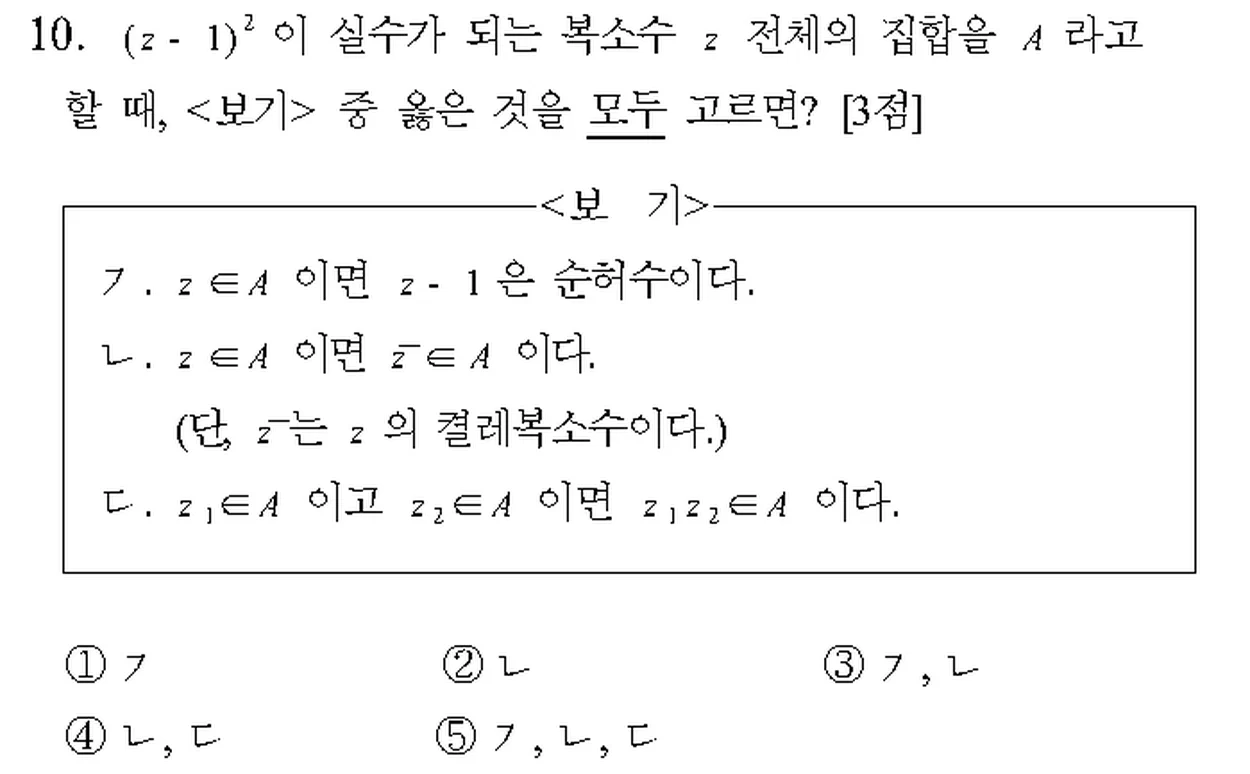 10. (z - 1)² 이 실수가 되는 복소수 z 전체의 집합을 A 라고
할 때, <보기> 중 옳은 것을 모두 고르면? [3점]
<보 기>
ㄱ. z ∈ A 이면 z - 1 은 순허수이다.
ㄴ. z ∈ A 이면 z̄ ∈ A 이다.
(단, z̄는 z 의 켤레복소수이다.)
ㄷ. z₁∈ A 이고 z₂∈ A 이면 z₁z₂∈ A 이다.
① ㄱ ② ㄴ ③ ㄱ, ㄴ
④ ㄴ, ㄷ ⑤ ㄱ, ㄴ, ㄷ